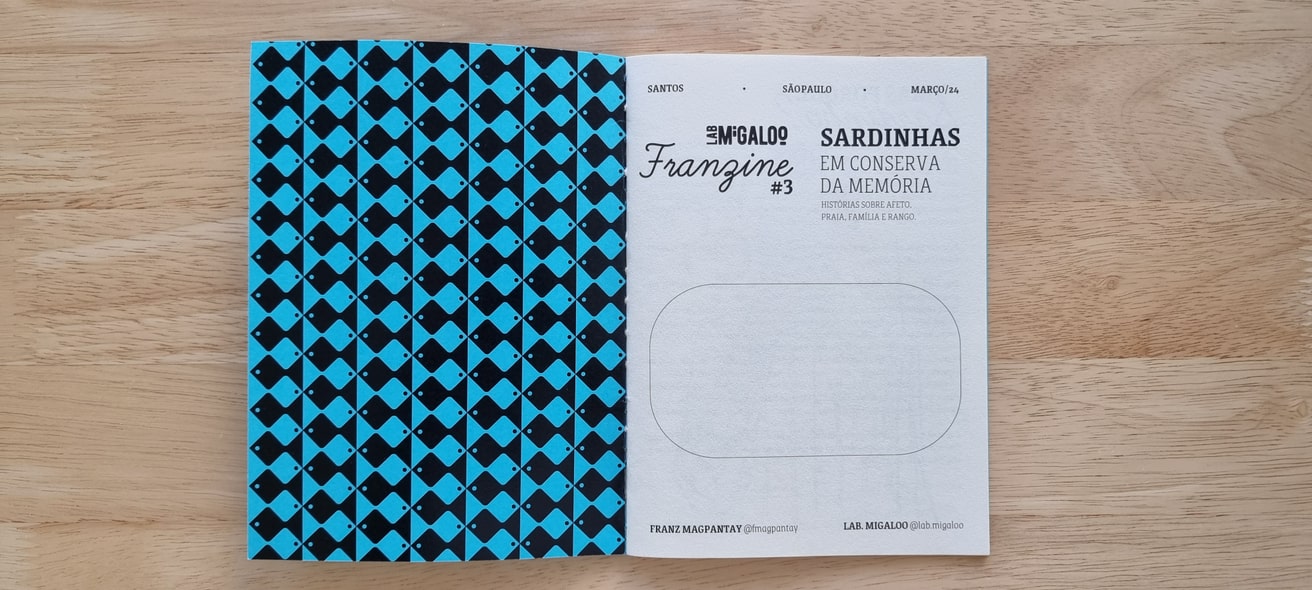 SANTOS • SÃO PAULO • MARÇO/24
LAB MiGALOO
Franzine
#3
SARDINHAS
EM CONSERVA
DA MEMÓRIA
HISTÓRIAS SOBRE AFETO,
PRAIA, FAMÍLIA E RANGO.
FRANZ MAGPANTAY @fmagpantay
LAB. MIGALOO @lab.migaloo